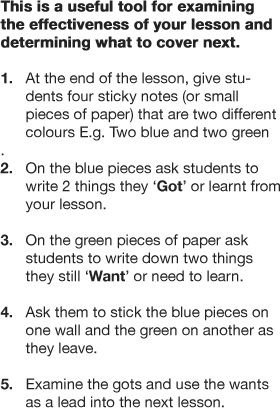 This is a useful tool for examining
the effectiveness of your lesson and
determining what to cover next.
1. At the end of the lesson, give stu-
dents four sticky notes (or small
pieces of paper) that are two different
colours E.g. Two blue and two green
.
2. On the blue pieces ask students to
write 2 things they ‘Got’ or learnt from
your lesson.
3. On the green pieces of paper ask
students to write down two things
they still ‘Want’ or need to learn.
4. Ask them to stick the blue pieces on
one wall and the green on another as
they leave.
5. Examine the gots and use the wants
as a lead into the next lesson.